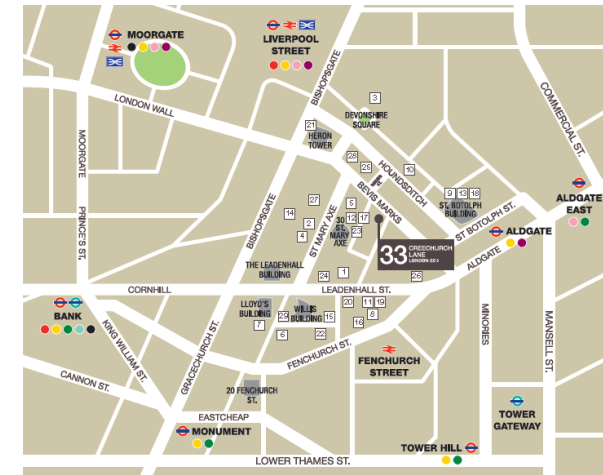 MOORGATE
LIVERPOOL
STREET
BISHOPSGATE
COMMERCIAL ST.
3
DEVONSHIRE
SQUARE
LONDON WALL
21
HERON
TOWER
HOUNDSDITCH
MOORGATE
28
25
10
BEVIS MARKS
9 13 18
ST. BOTOLPH
BUILDING
ALDGATE
EAST
27
5
14
2
12 17
ST BOTOLPH ST.
PRINCE'S ST.
BISHOPSGATE
ST MARY AXE
4
30
ST.
MARY
AXE
23
33 CREECHURCH
LANE
LONDON EC3
ALDGATE
ALDGATE
THE LEADENHALL
BUILDING
24
1
26
CORNHILL
LEADENHALL ST.
BANK
LLOYD'S
BUILDING
WILLIS
BUILDING
20
11 19
29
15
8
7
16
6
22
MINORIES
MANSELL ST.
KING WILLIAM ST.
GRACECHURCH ST.
FENCHURCH ST.
FENCHURCH
STREET
CANNON ST.
20 FENCHURCH
ST.
EASTCHEAP
TOWER
GATEWAY
MONUMENT
TOWER HILL
LOWER THAMES ST.